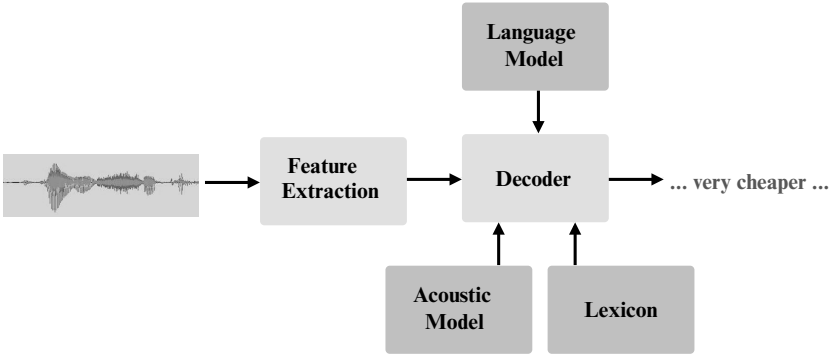 Language
Model
Feature
Extraction
Decoder
... very cheaper ...
Acoustic
Model
Lexicon